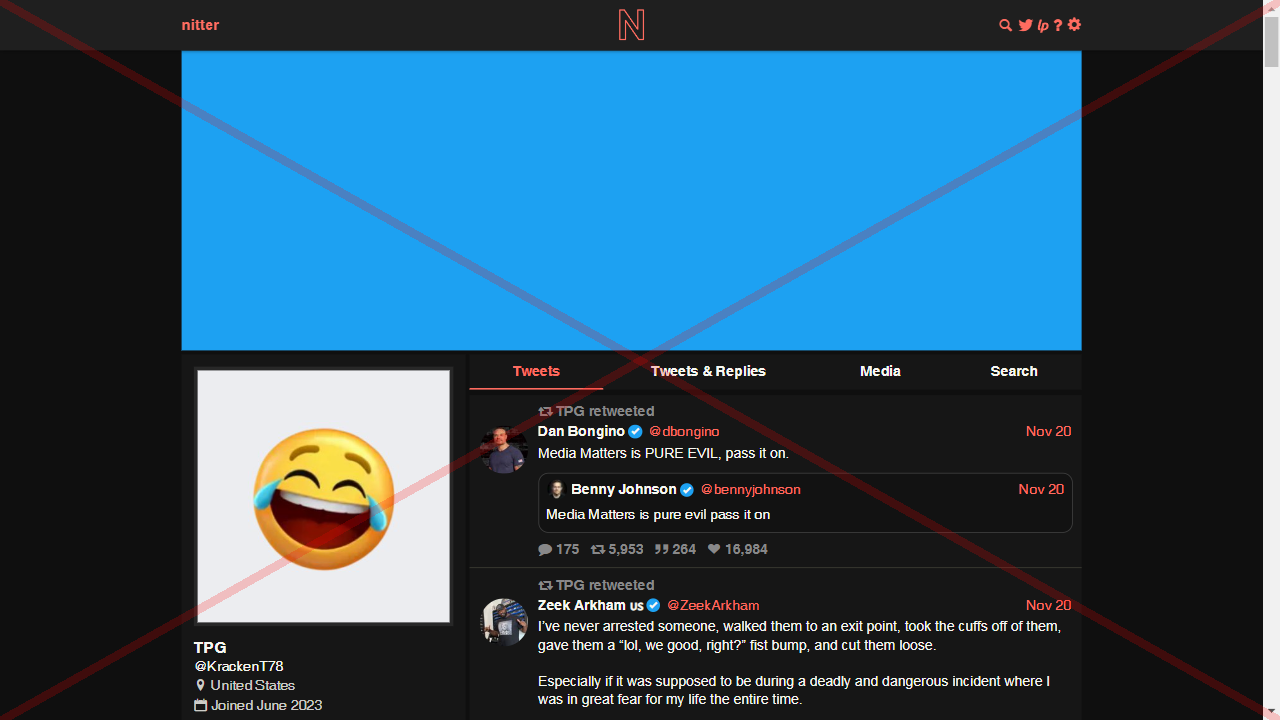 nitter
N
lp ?
Tweets Tweets & Replies Media Search
TPG retweeted
Dan Bongino @dbongino Nov 20
Media Matters is PURE EVIL, pass it on.
Benny Johnson @bennyjohnson Nov 20
Media Matters is pure evil pass it on
175 5,953 264 16,984
TPG retweeted
Zeek Arkham us @ZeekArkham Nov 20
I’ve never arrested someone, walked them to an exit point, took the cuffs off of them,
gave them a “lol, we good, right?” fist bump, and cut them loose.
Especially if it was supposed to be during a deadly and dangerous incident where I
was in great fear for my life the entire time.
TPG
@KrackenT78
United States
Joined June 2023